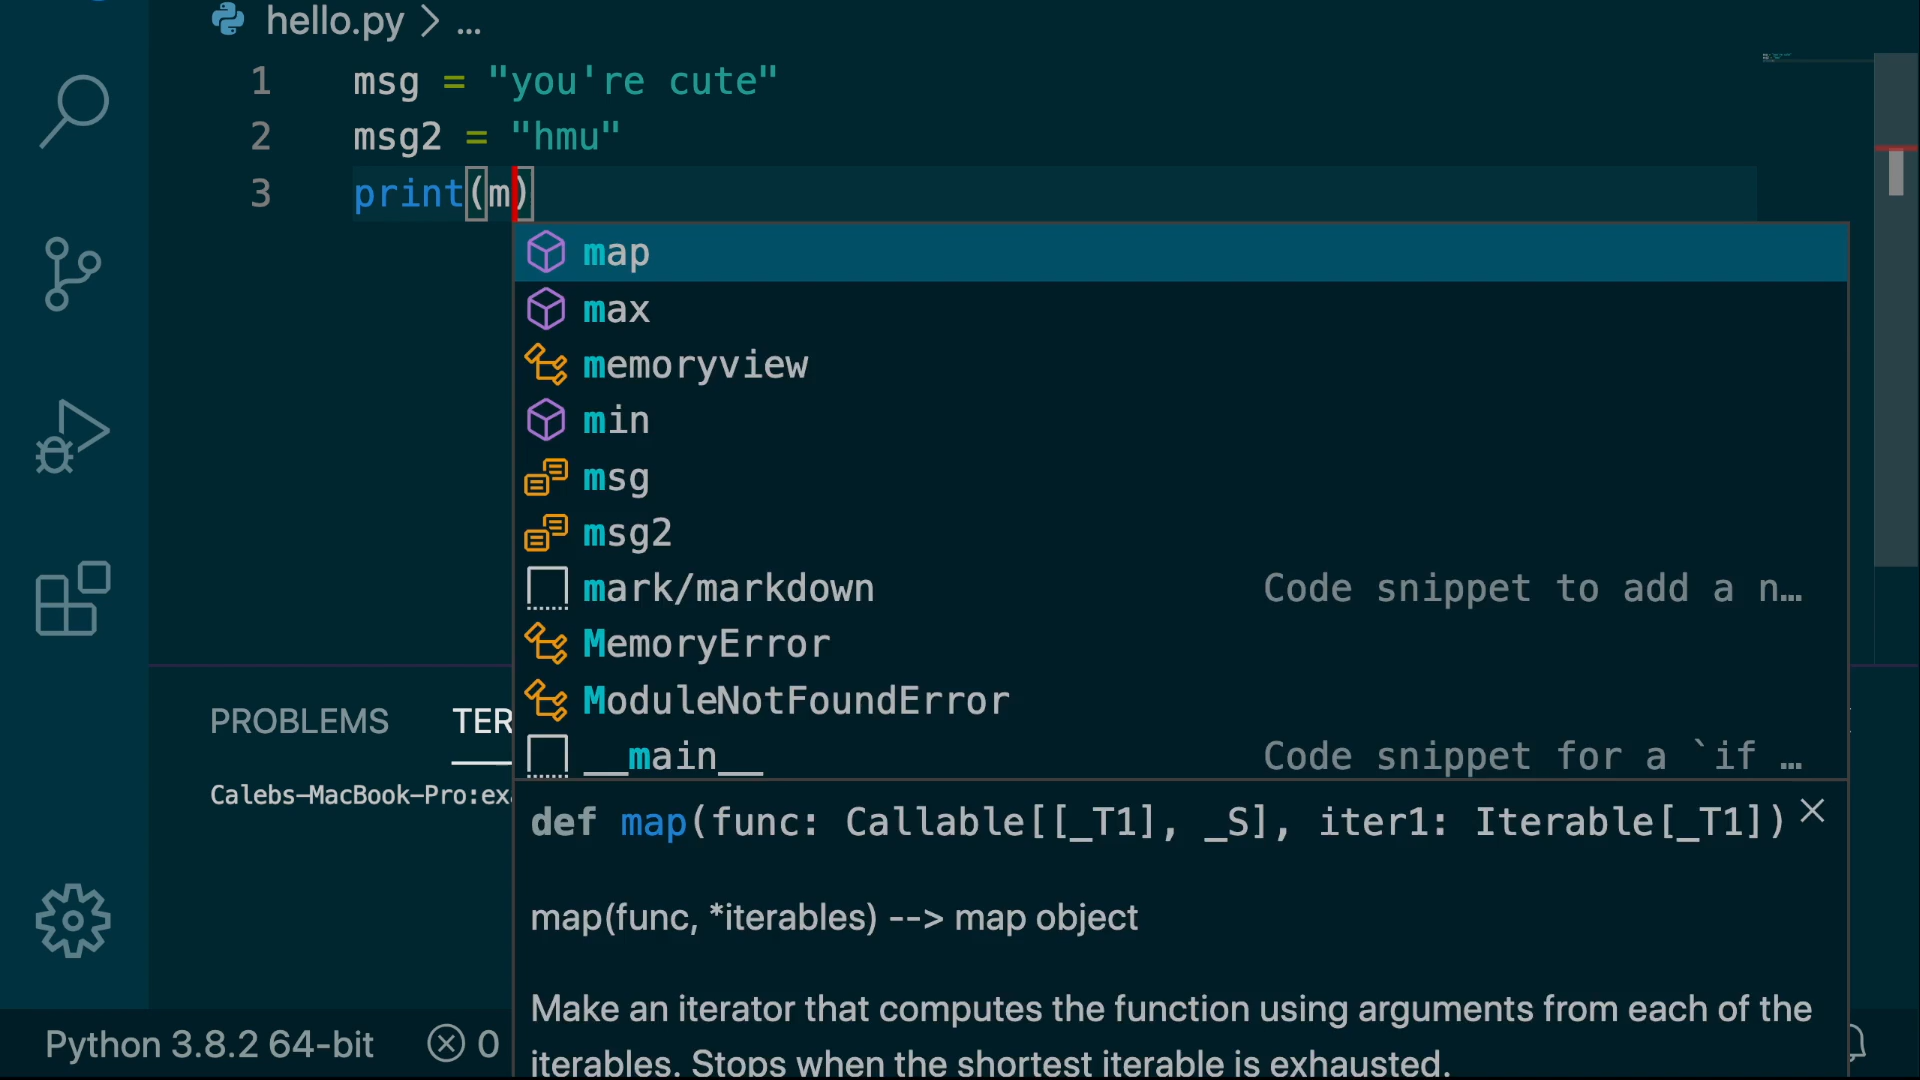 hello.py > ...
1 msg = "you're cute"
2 msg2 = "hmu"
3 print(m)
map
max
memoryview
min
msg
msg2
mark/markdown Code snippet to add a n…
MemoryError
ModuleNotFoundError
__main__ Code snippet for a `if …
PROBLEMS TER
Calebs-MacBook-Pro:ex
def map(func: Callable[[_T1], _S], iter1: Iterable[_T1])
map(func, *iterables) --> map object
Make an iterator that computes the function using arguments from each of the
iterables. Stops when the shortest iterable is exhausted.
Python 3.8.2 64-bit 0